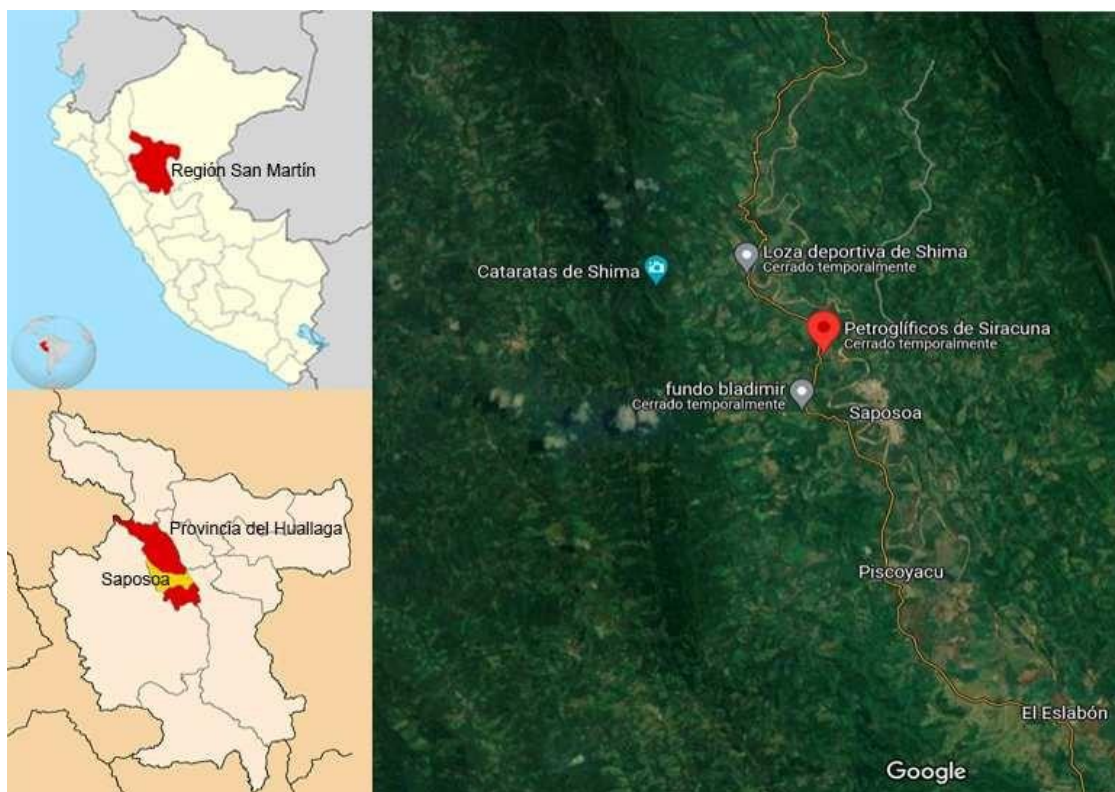 Región San Martín
Provincia del Huallaga
Saposoa
Loza deportiva de Shima
Cerrado temporalmente
Cataratas de Shima
Petroglíficos de Siracuna
Cerrado temporalmente
fundo bladimir
Cerrado temporalmente
Saposoa
Piscoyacu
El Eslabón
Google